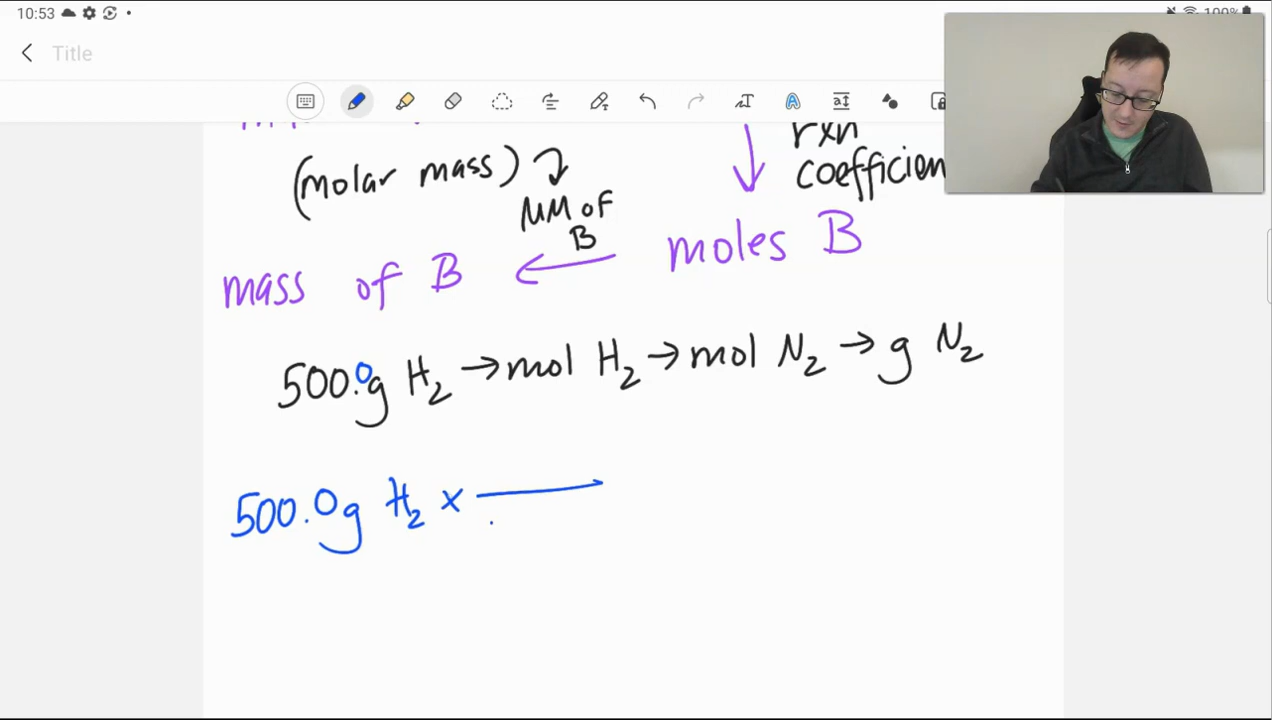 10:53
100%
Title
rxn
(molar mass)
coefficien
MM of
B
moles B
mass of B
500.0g H₂ → mol H₂ → mol N₂ → g N₂
500.0g H₂ x